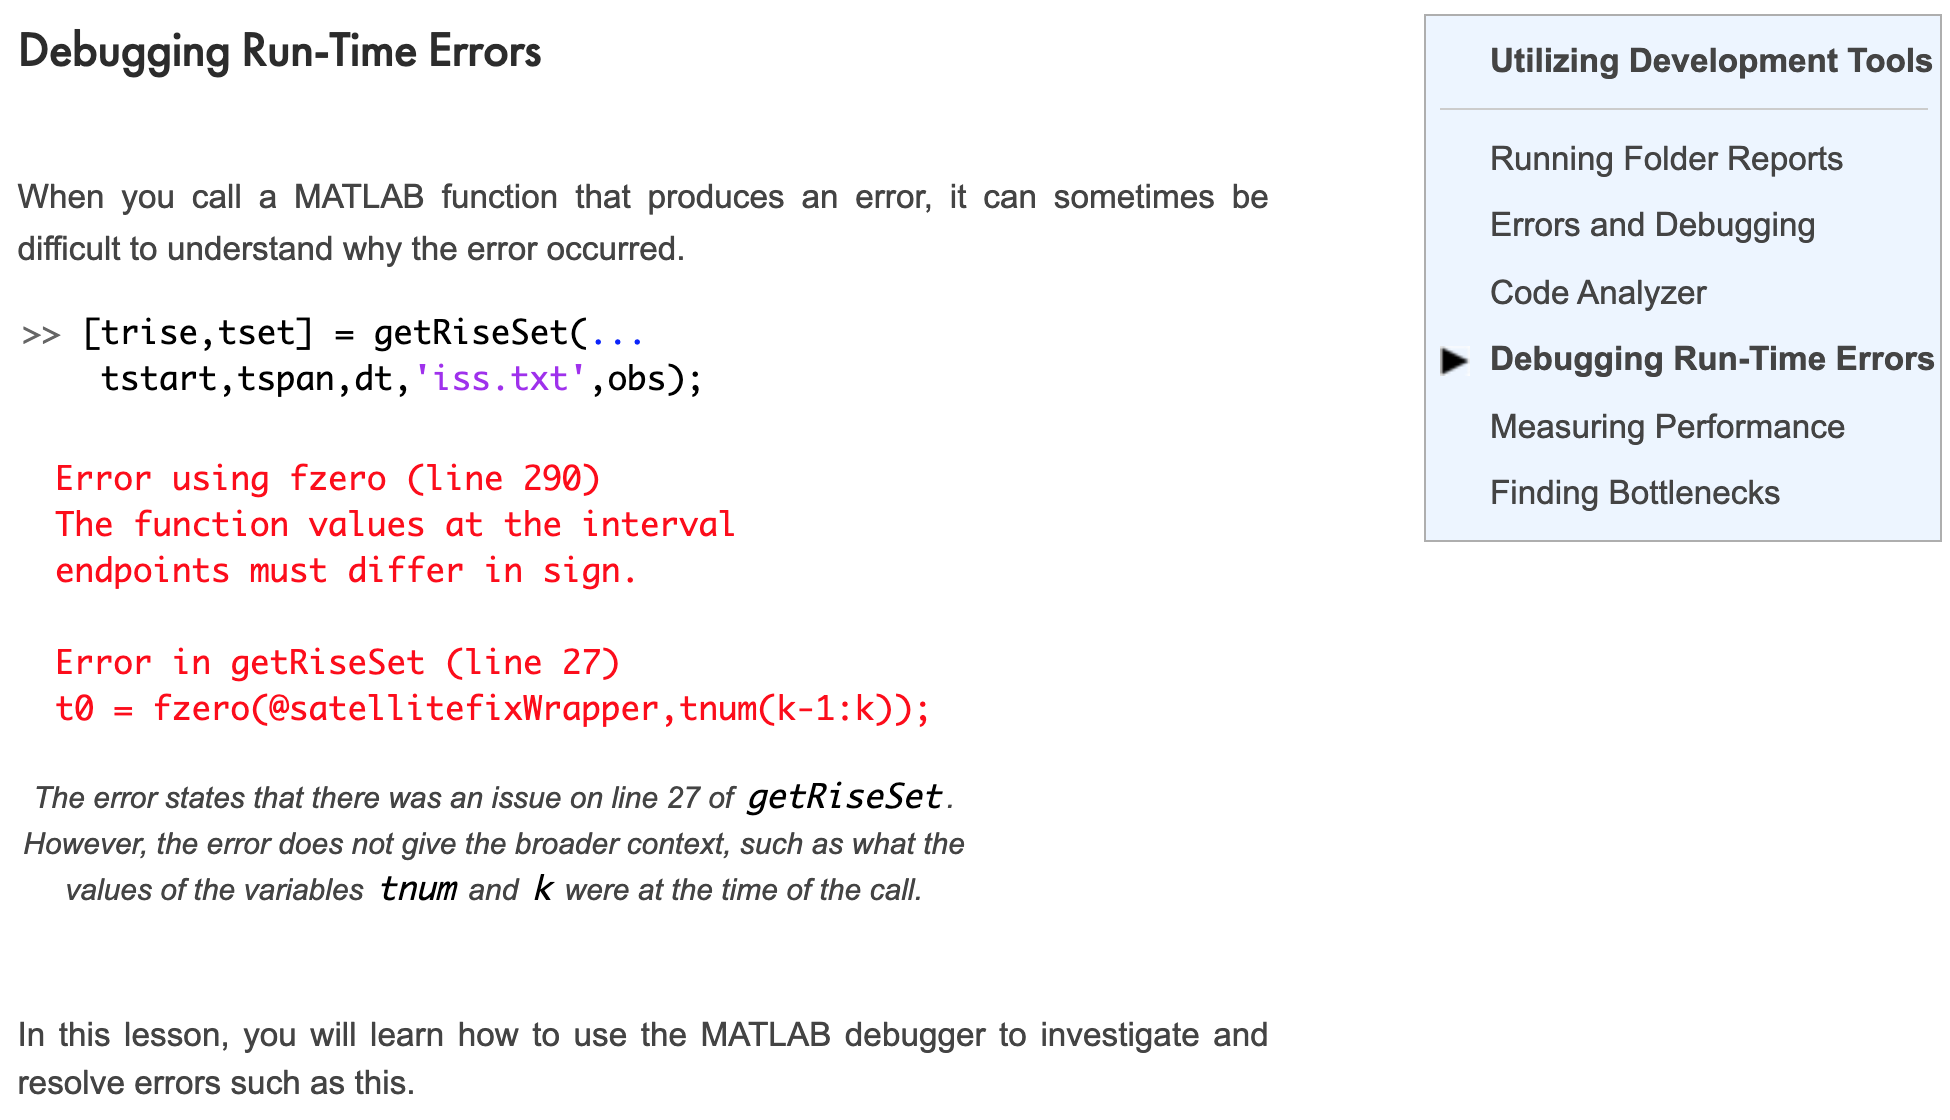 Debugging Run-Time Errors
When you call a MATLAB function that produces an error, it can sometimes be
difficult to understand why the error occurred.
>> [trise,tset] = getRiseSet(...
tstart,tspan,dt,'iss.txt',obs);
Error using fzero (line 290)
The function values at the interval
endpoints must differ in sign.
Error in getRiseSet (line 27)
t0 = fzero(@satellitefixWrapper,tnum(k-1:k));
The error states that there was an issue on line 27 of getRiseSet.
However, the error does not give the broader context, such as what the
values of the variables tnum and k were at the time of the call.
In this lesson, you will learn how to use the MATLAB debugger to investigate and
resolve errors such as this.
Utilizing Development Tools
Running Folder Reports
Errors and Debugging
Code Analyzer
Debugging Run-Time Errors
Measuring Performance
Finding Bottlenecks